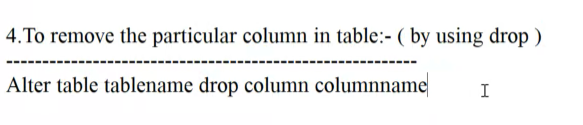 4.To remove the particular column in table:- ( by using drop )
---------------------------------------------------------
Alter table tablename drop column columnname